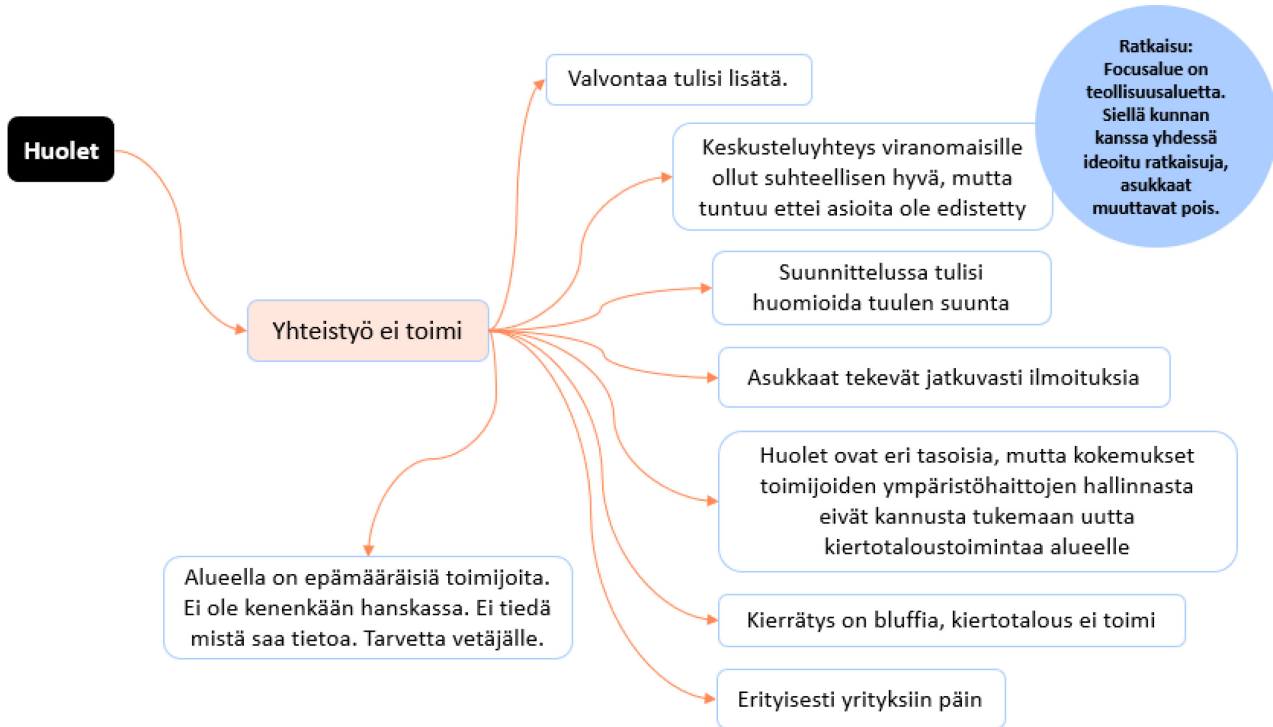 Huolet
Yhteistyö ei toimi
Valvontaa tulisi lisätä.
Keskusteluyhteys viranomaisille
ollut suhteellisen hyvä, mutta
tuntuu ettei asioita ole edistetty
Ratkaisu:
Focusalue on
teollisuusaluetta.
Siellä kunnan
kanssa yhdessä
ideoitu ratkaisuja,
asukkaat
muuttavat pois.
Suunnittelussa tulisi
huomioida tuulen suunta
Asukkaat tekevät jatkuvasti ilmoituksia
Huolet ovat eri tasoisia, mutta kokemukset
toimijoiden ympäristöhaittojen hallinnasta
eivät kannusta tukemaan uutta
kiertotaloustoimintaa alueelle
Kierrätys on bluffia, kiertotalous ei toimi
Erityisesti yrityksiin päin
Alueella on epämääräisiä toimijoita.
Ei ole kenenkään hanskassa. Ei tiedä
mistä saa tietoa. Tarvetta vetäjälle.